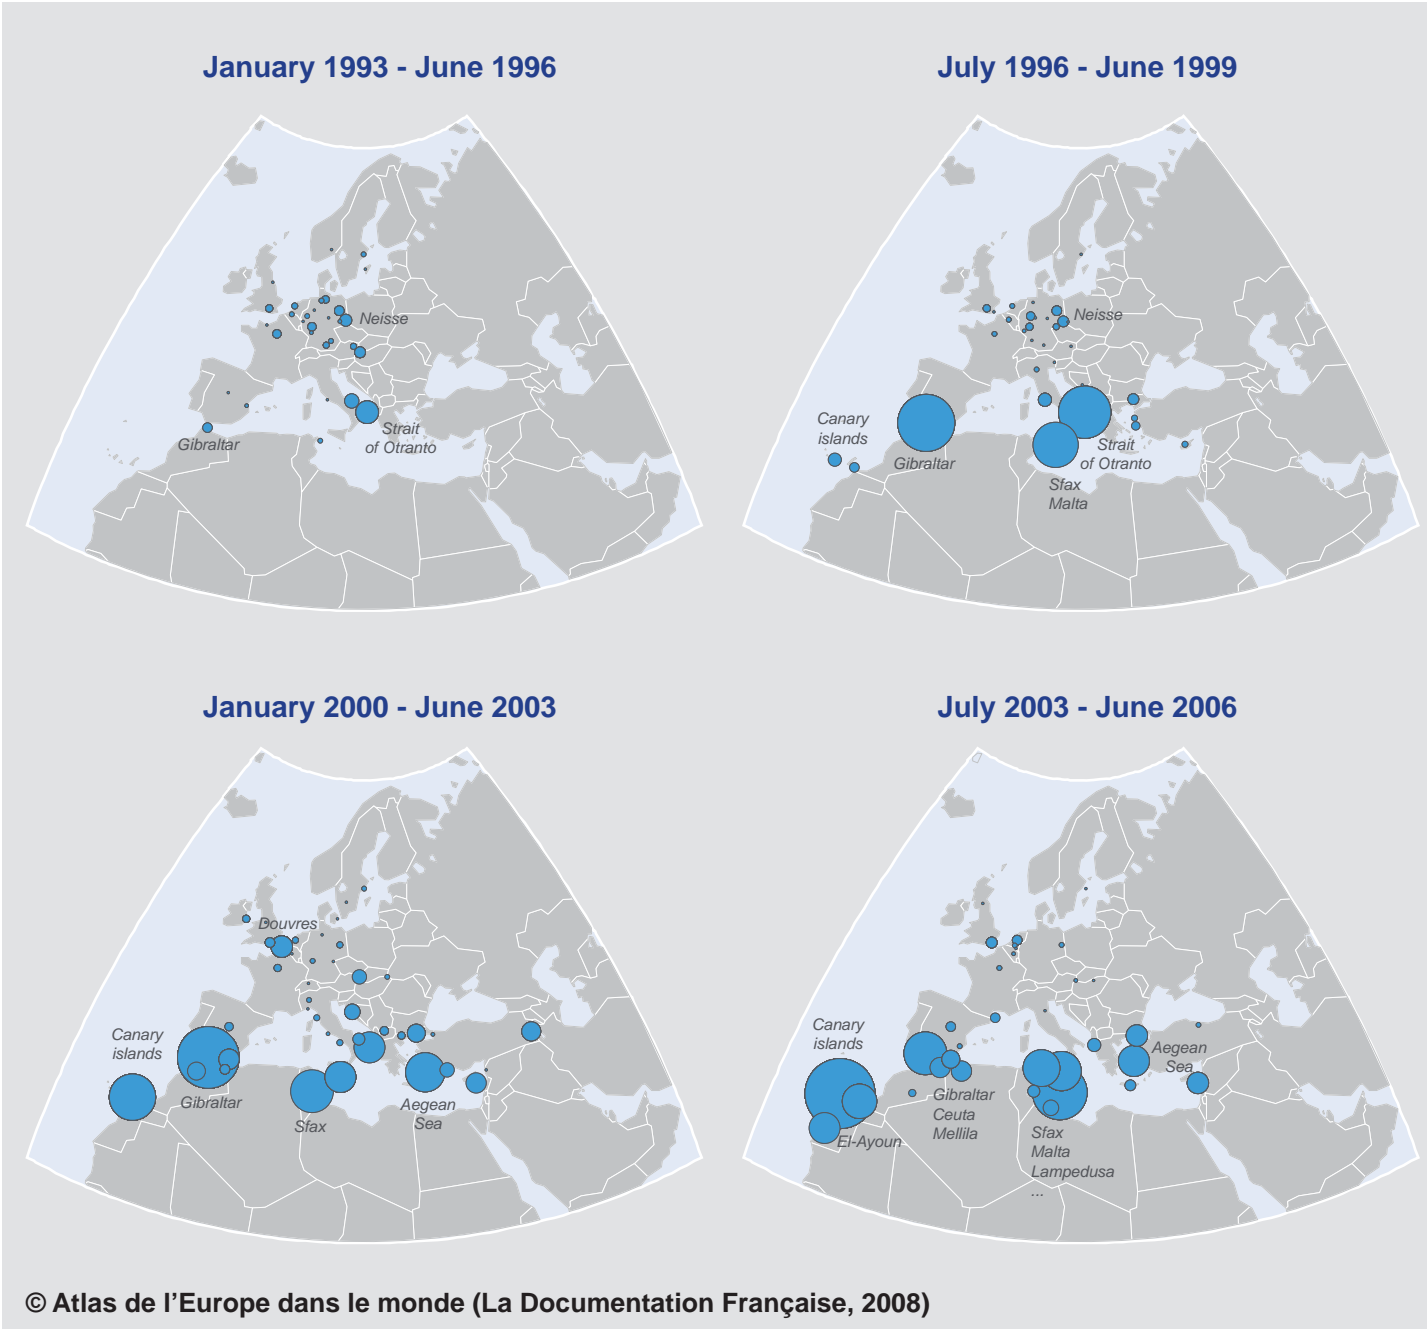 January 1993 - June 1996
Neisse
Gibraltar
Strait
of Otranto
July 1996 - June 1999
Neisse
Canary
islands
Gibraltar
Strait
of Otranto
Sfax
Malta
January 2000 - June 2003
Douvres
Canary
islands
Gibraltar
Sfax
Aegean
Sea
July 2003 - June 2006
Canary
islands
El-Ayoun
Gibraltar
Ceuta
Mellila
Aegean
Sea
Sfax
Malta
Lampedusa
...
© Atlas de l’Europe dans le monde (La Documentation Française, 2008)